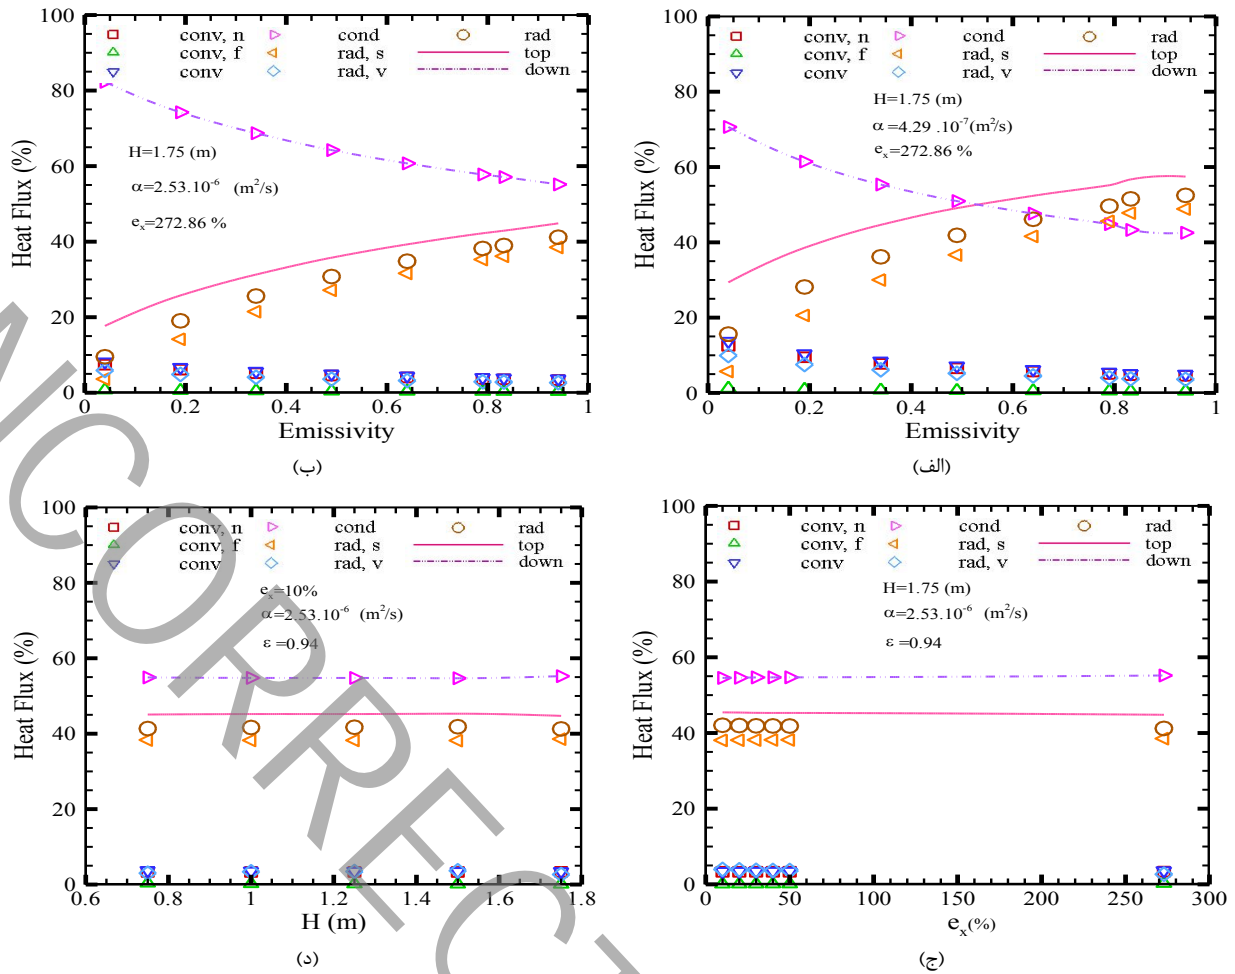 100
80
60
40
20
0
Heat Flux (%)
conv, n
cond
rad
conv, f
rad, s
top
conv
rad, v
down
H=1.75 (m)
α=2.53.10⁻⁶ (m²/s)
eₓ=272.86 %
0 0.2 0.4 0.6 0.8 1
Emissivity
(ب)
100
80
60
40
20
0
Heat Flux (%)
conv, n
cond
rad
conv, f
rad, s
top
conv
rad, v
down
H=1.75 (m)
α=4.29 .10⁻⁷(m²/s)
eₓ=272.86 %
0 0.2 0.4 0.6 0.8 1
Emissivity
(الف)
100
80
60
40
20
0
Heat Flux (%)
conv, n
cond
rad
conv, f
rad, s
top
conv
rad, v
down
eₓ=10%
α=2.53.10⁻⁶ (m²/s)
ε =0.94
0.6 0.8 1 1.2 1.4 1.6 1.8
H (m)
(د)
100
80
60
40
20
0
Heat Flux (%)
conv, n
cond
rad
conv, f
rad, s
top
conv
rad, v
down
H=1.75 (m)
α=2.53.10⁻⁶ (m²/s)
ε =0.94
0 50 100 150 200 250 300
eₓ(%)
(ج)
NCORRECT